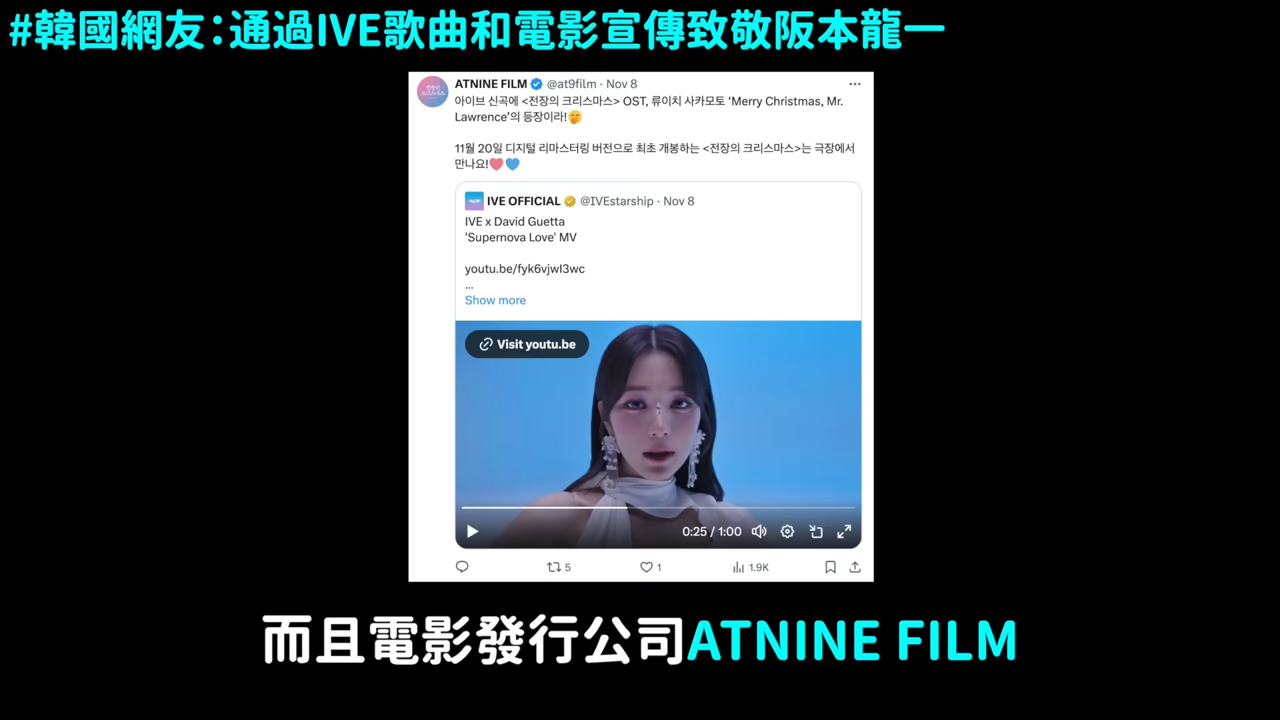 #韓國網友：通過IVE歌曲和電影宣傳致敬阪本龍一
ATNINE FILM @at9film · Nov 8
아이브 신곡에 <전장의 크리스마스> OST, 류이치 사카모토 ‘Merry Christmas, Mr.
Lawrence’의 등장이라!🤭
11월 20일 디지털 리마스터링 버전으로 최초 개봉하는 <전장의 크리스마스>는 극장에서
만나요!❤️💙
IVE OFFICIAL @IVEstarship · Nov 8
IVE x David Guetta
'Supernova Love' MV
youtu.be/fyk6vjwI3wc
...
Show more
Visit youtu.be
0:25 / 1:00
5 1 1.9K
而且電影發行公司ATNINE FILM